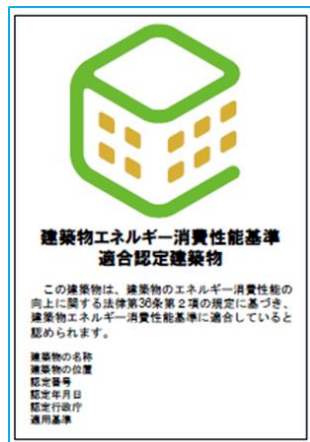 建築物エネルギー消費性能基準
適合認定建築物
この建築物は、建築物のエネルギー消費性能の
向上に関する法律第36条第2項の規定に基づき、
建築物エネルギー消費性能基準に適合していると
認められます。
建築物の名称
建築物の位置
認定番号
認定年月日
認定行政庁
適用基準